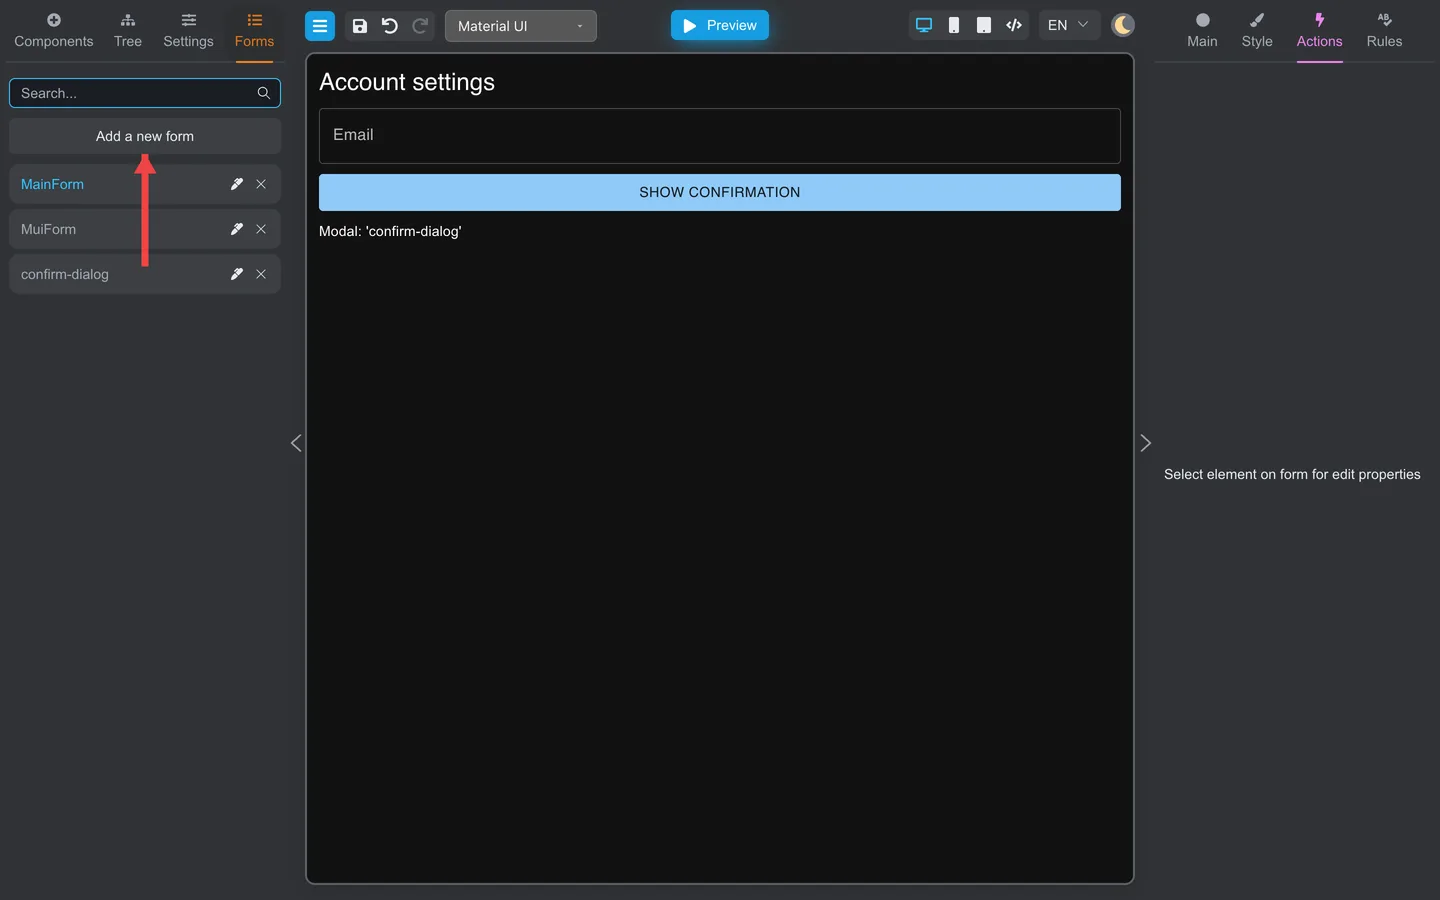 Components
Tree
Settings
Forms
Material UI
Preview
EN
Main
Style
Actions
AB
Rules
Search...
Add a new form
MainForm
MuiForm
confirm-dialog
Account settings
Email
SHOW CONFIRMATION
Modal: 'confirm-dialog'
Select element on form for edit properties